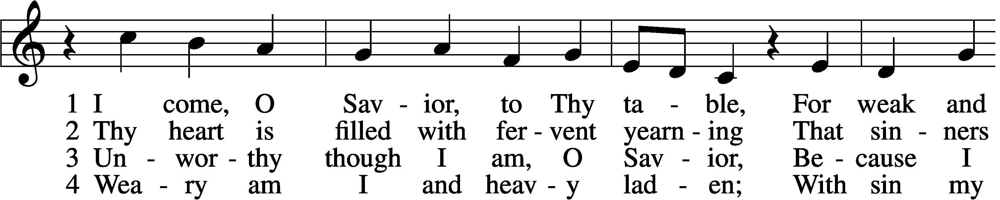 1 I come, O Sav - ior, to Thy ta - ble, For weak and
2 Thy heart is filled with fer - vent yearn - ing That sin - ners
3 Un - wor - thy though I am, O Sav - ior, Be - cause I
4 Wea - ry am I and heav - y lad - en; With sin my